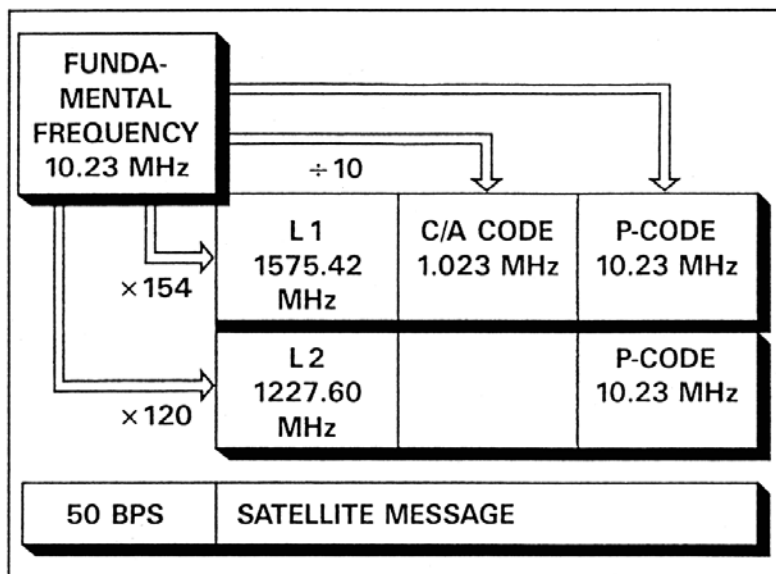 FUNDA-
MENTAL
FREQUENCY
10.23 MHz
÷ 10
× 154
× 120
L1
1575.42
MHz
C/A CODE
1.023 MHz
P-CODE
10.23 MHz
L2
1227.60
MHz
P-CODE
10.23 MHz
50 BPS
SATELLITE MESSAGE